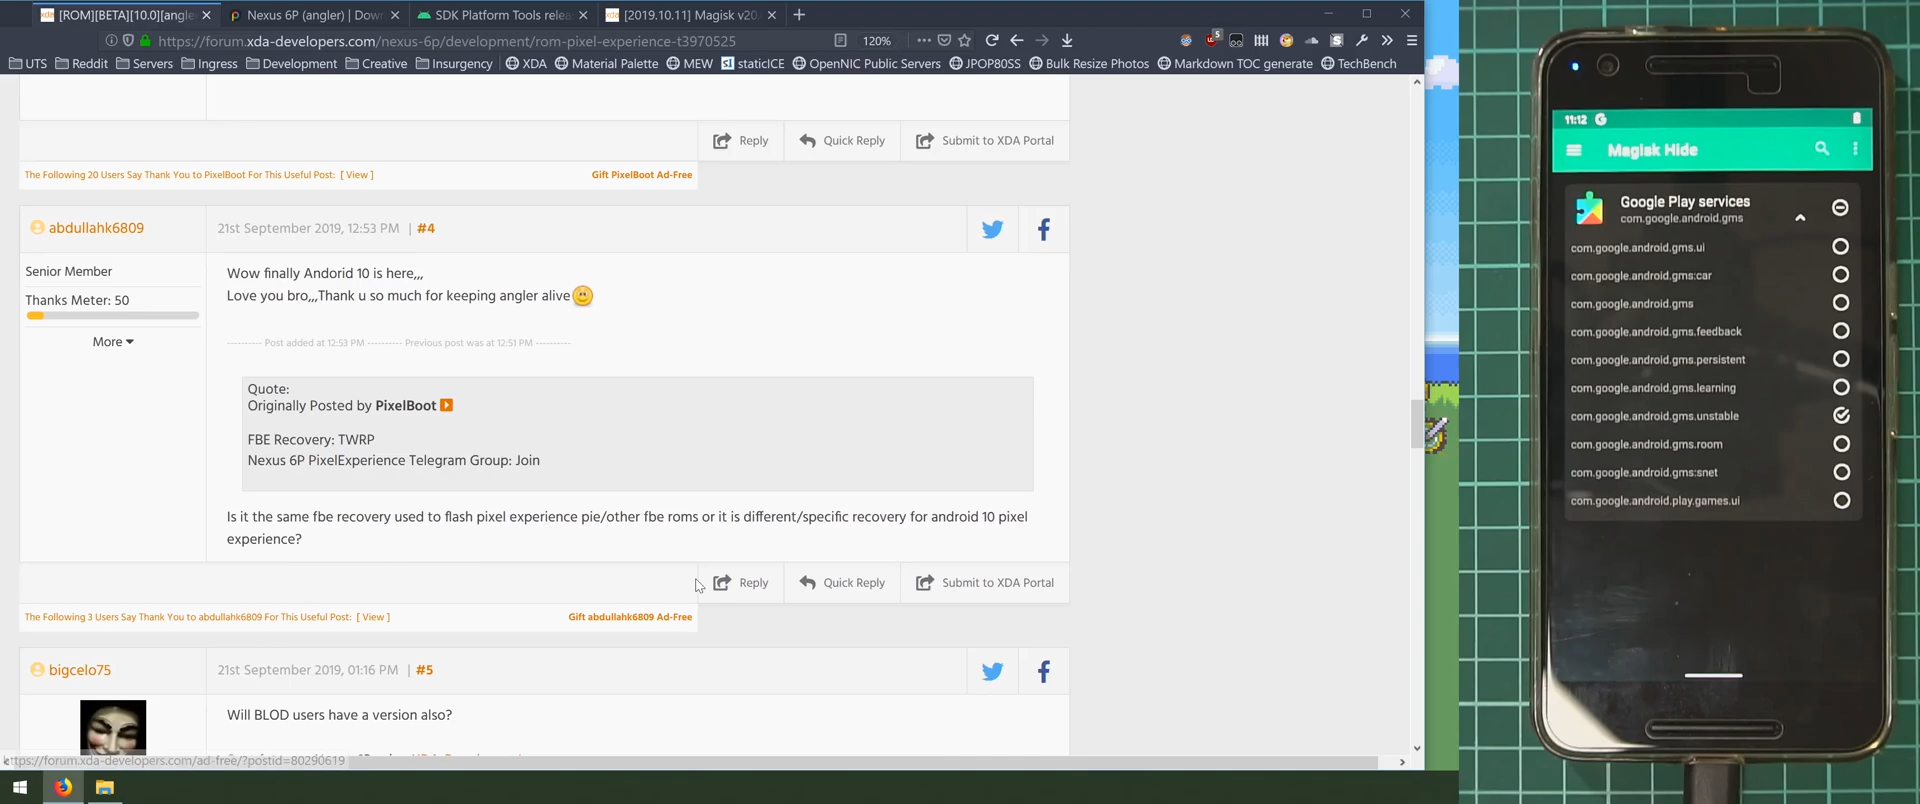 [ROM][BETA][10.0][angle
Nexus 6P (angler) | Dow
SDK Platform Tools relea
[2019.10.11] Magisk v20.
https://forum.xda-developers.com/nexus-6p/development/rom-pixel-experience-t3970525
120%
5
UTS
Reddit
Servers
Ingress
Development
Creative
Insurgency
XDA
Material Palette
MEW
staticICE
OpenNIC Public Servers
JPOP80SS
Bulk Resize Photos
Markdown TOC generate
TechBench
Reply
Quick Reply
Submit to XDA Portal
The Following 20 Users Say Thank You to PixelBoot For This Useful Post: [ View ]
Gift PixelBoot Ad-Free
abdullahk6809
21st September 2019, 12:53 PM | #4
Senior Member
Thanks Meter: 50
More
Wow finally Andorid 10 is here,,,
Love you bro,,,Thank u so much for keeping angler alive
---------- Post added at 12:53 PM ---------- Previous post was at 12:51 PM ----------
Quote:
Originally Posted by PixelBoot
FBE Recovery: TWRP
Nexus 6P PixelExperience Telegram Group: Join
Is it the same fbe recovery used to flash pixel experience pie/other fbe roms or it is different/specific recovery for android 10 pixel
experience?
Reply
Quick Reply
Submit to XDA Portal
The Following 3 Users Say Thank You to abdullahk6809 For This Useful Post: [ View ]
Gift abdullahk6809 Ad-Free
bigcelo75
21st September 2019, 01:16 PM | #5
Will BLOD users have a version also?
https://forum.xda-developers.com/ad-free/?postid=80290619
11:12
Magisk Hide
Google Play services
com.google.android.gms
com.google.android.gms.ui
com.google.android.gms:car
com.google.android.gms
com.google.android.gms.feedback
com.google.android.gms.persistent
com.google.android.gms.learning
com.google.android.gms.unstable
com.google.android.gms.room
com.google.android.gms:snet
com.google.android.play.games.ui